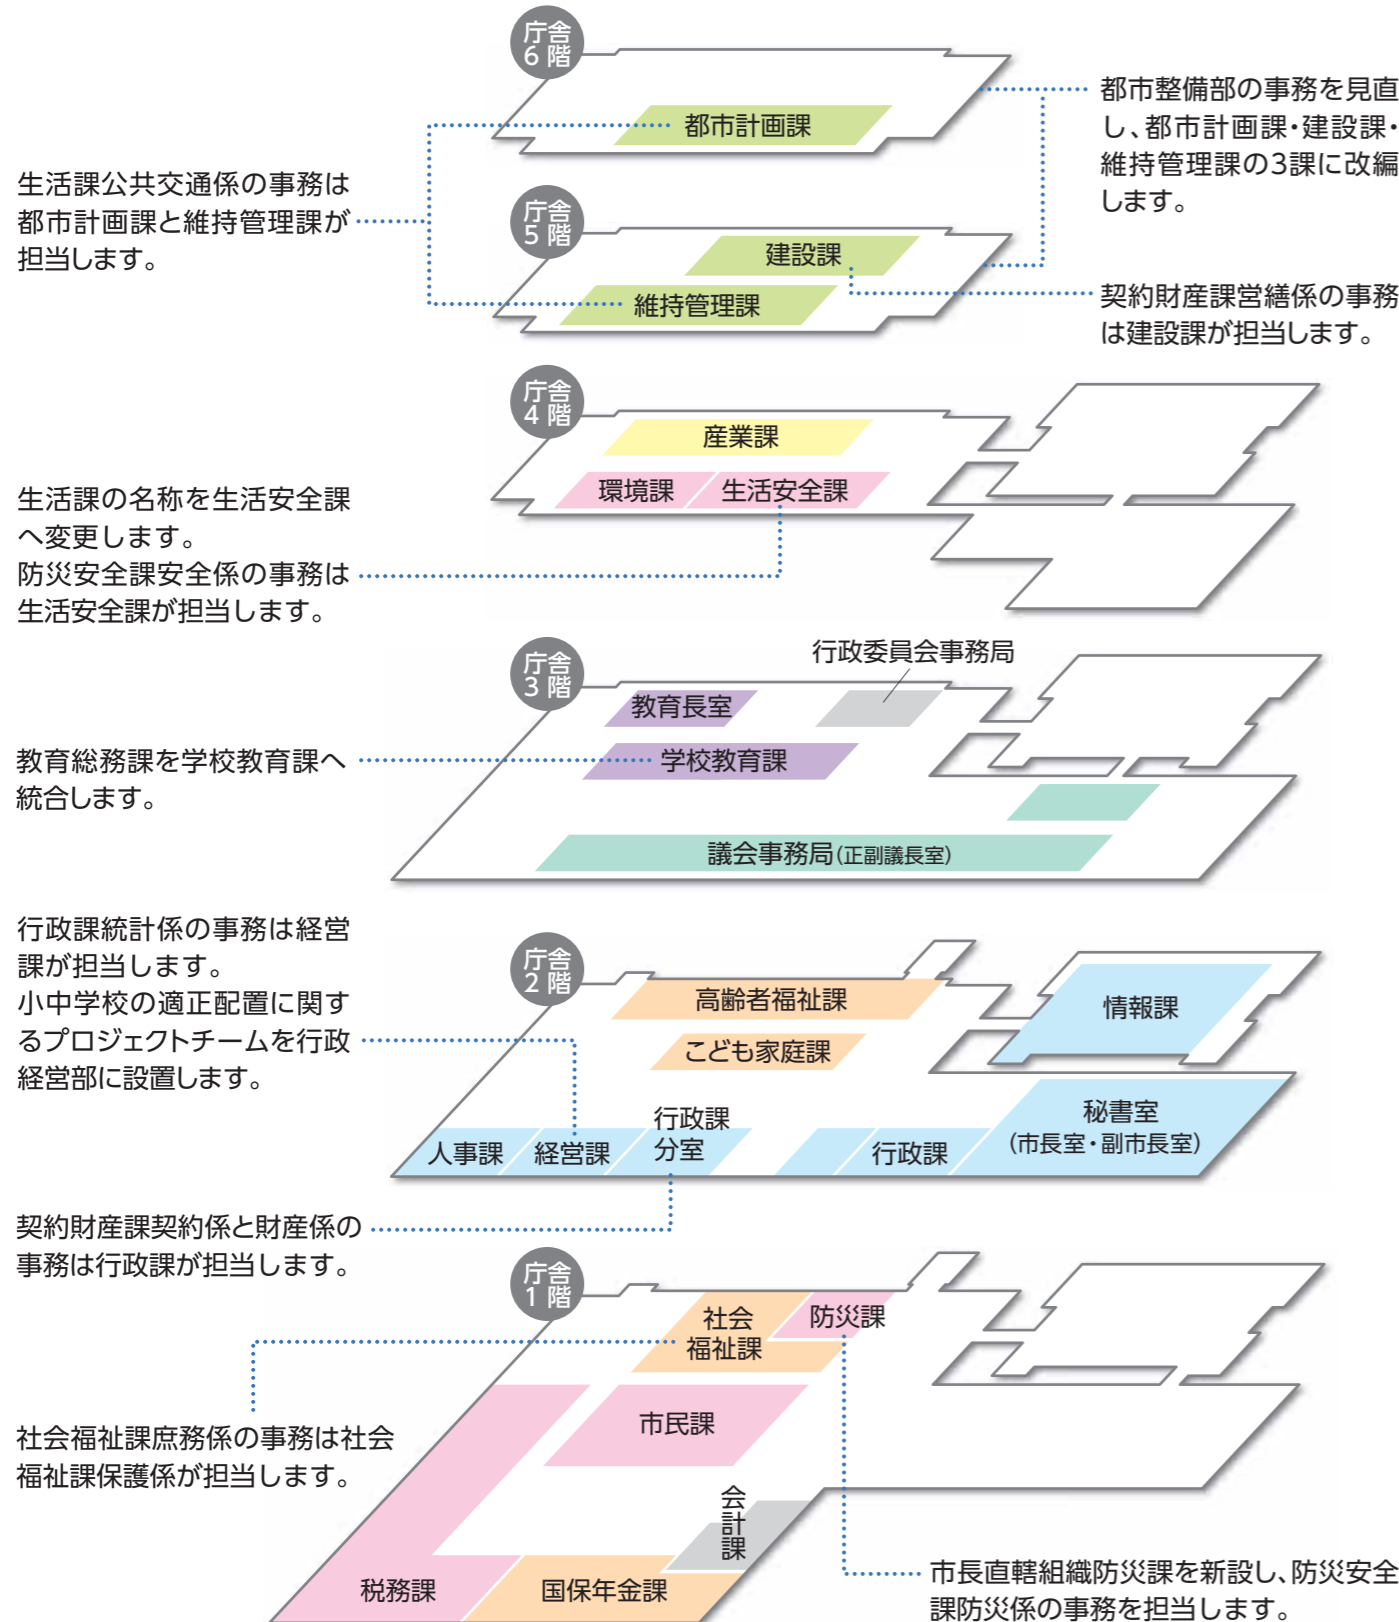 庁舎
6 階
都市計画課
都市整備部の事務を見直
し、都市計画課・建設課・
維持管理課の3課に改編
します。
生活課公共交通係の事務は
都市計画課と維持管理課が
担当します。
庁舎
5 階
建設課
維持管理課
契約財産課営繕係の事務
は建設課が担当します。
庁舎
4 階
産業課
環境課
生活安全課
生活課の名称を生活安全課
へ変更します。
防災安全課安全係の事務は
生活安全課が担当します。
庁舎
3 階
行政委員会事務局
教育長室
学校教育課
教育総務課を学校教育課へ
統合します。
議会事務局(正副議長室)
行政課統計係の事務は経営
課が担当します。
小中学校の適正配置に関す
るプロジェクトチームを行政
経営部に設置します。
庁舎
2 階
高齢者福祉課
こども家庭課
情報課
人事課
経営課
行政課
分室
行政課
秘書室
(市長室・副市長室)
契約財産課契約係と財産係の
事務は行政課が担当します。
庁舎
1 階
社会
福祉課
防災課
市民課
社会福祉課庶務係の事務は社会
福祉課保護係が担当します。
会計課
税務課
国保年金課
市長直轄組織防災課を新設し、防災安全
課防災係の事務を担当します。